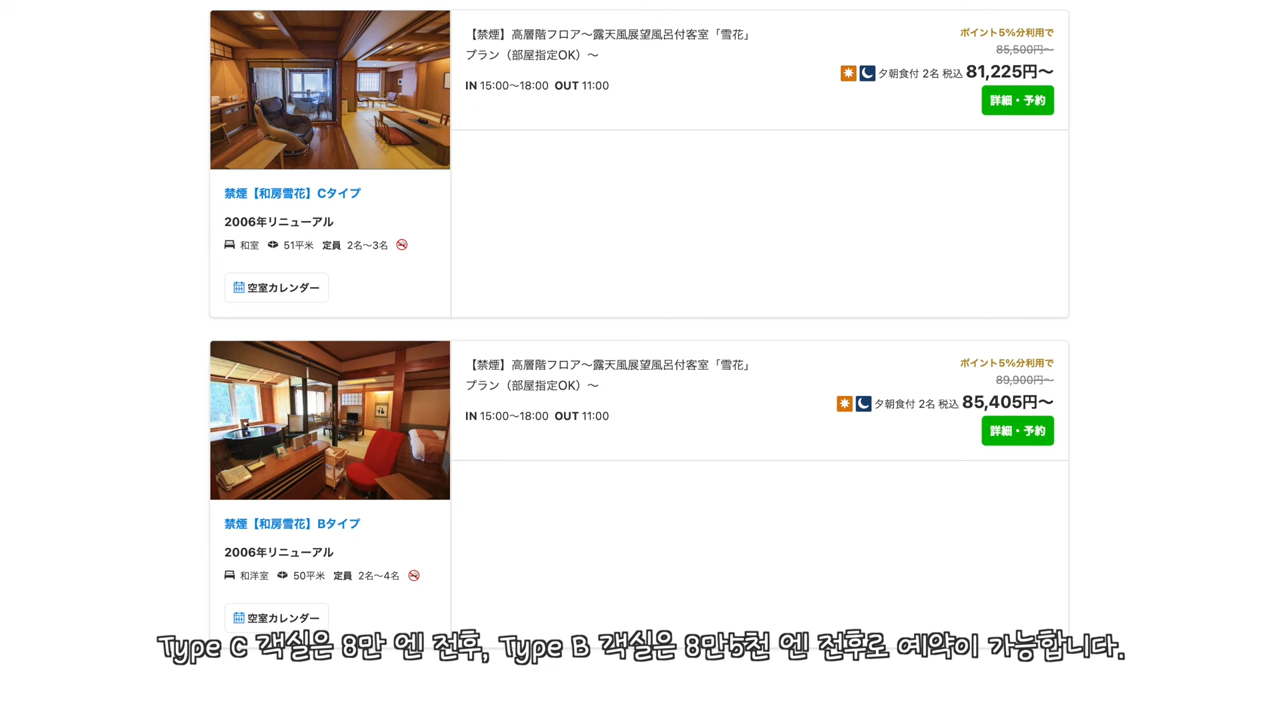 【禁煙】高層階フロア〜露天風展望風呂付客室「雪花」
プラン（部屋指定OK）〜
IN 15:00〜18:00 OUT 11:00
ポイント5%分利用で
85,500円〜
夕朝食付 2名 税込 81,225円〜
詳細・予約
禁煙【和房雪花】Cタイプ
2006年リニューアル
和室 51平米 定員 2名〜3名
空室カレンダー
【禁煙】高層階フロア〜露天風展望風呂付客室「雪花」
プラン（部屋指定OK）〜
IN 15:00〜18:00 OUT 11:00
ポイント5%分利用で
89,900円〜
夕朝食付 2名 税込 85,405円〜
詳細・予約
禁煙【和房雪花】Bタイプ
2006年リニューアル
和洋室 50平米 定員 2名〜4名
空室カレンダー
Type C 객실은 8만 엔 전후, Type B 객실은 8만5천 엔 전후로 예약이 가능합니다.